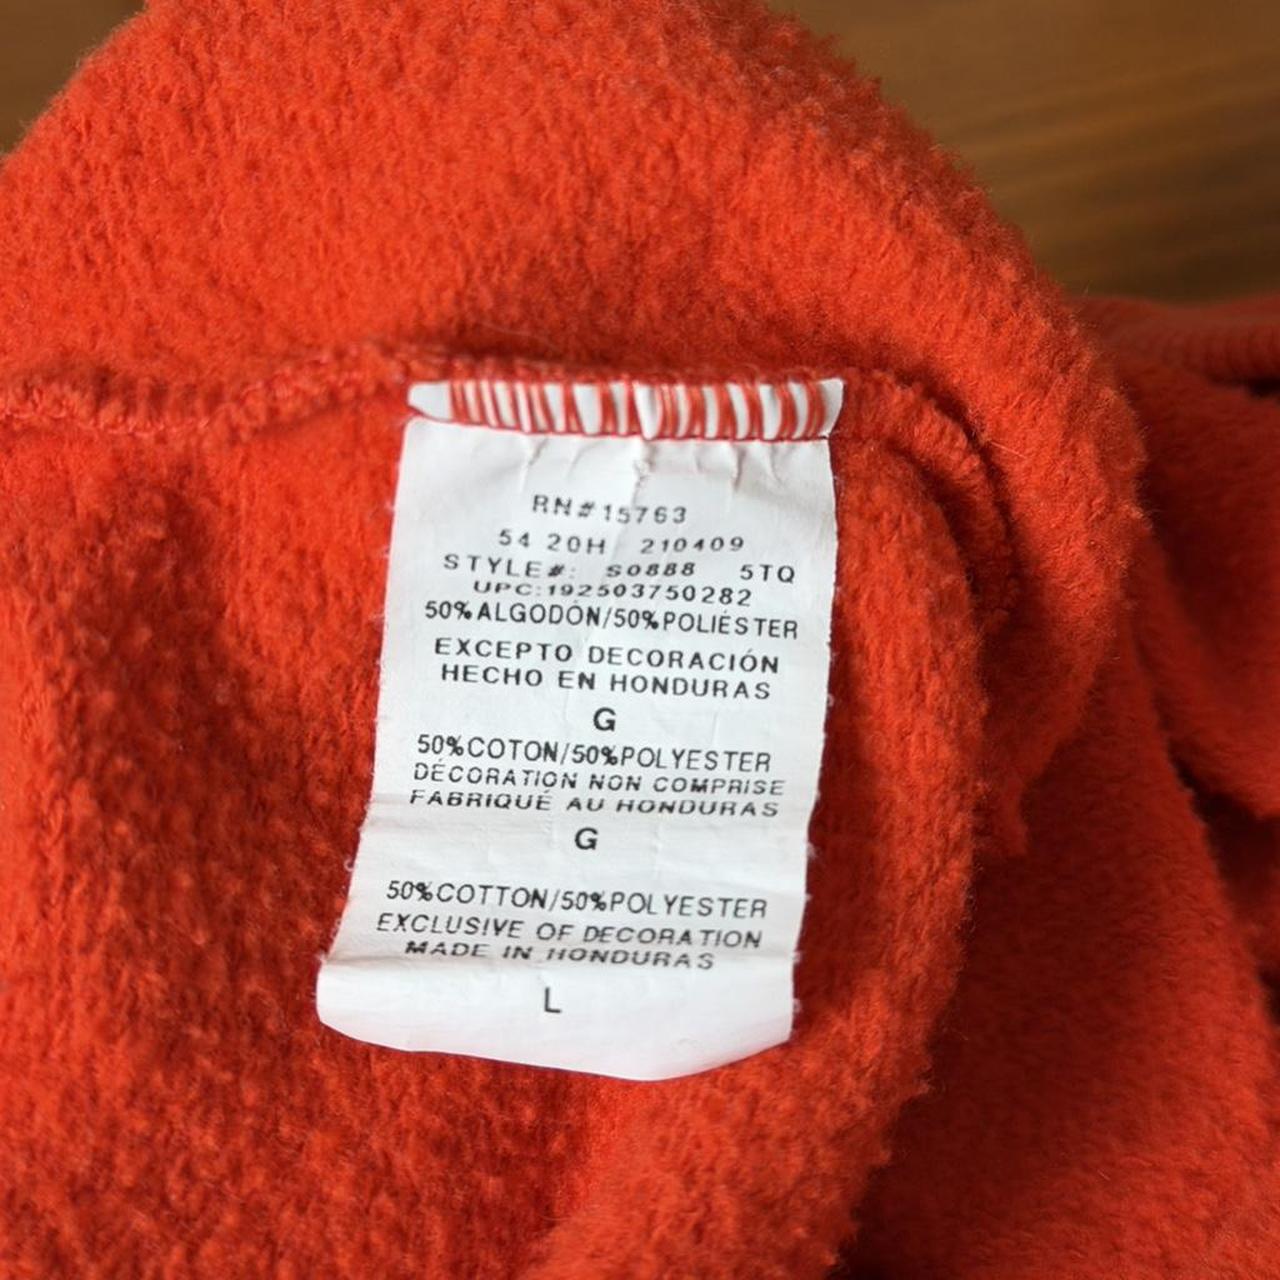 RN#15763
54 20H 210409
STYLE#: S0888 5TQ
UPC:192503750282
50%ALGODÓN/50%POLIÉSTER
EXCEPTO DECORACIÓN
HECHO EN HONDURAS
G
50%COTON/50%POLYESTER
DÉCORATION NON COMPRISE
FABRIQUÉ AU HONDURAS
G
50%COTTON/50%POLYESTER
EXCLUSIVE OF DECORATION
MADE IN HONDURAS
L